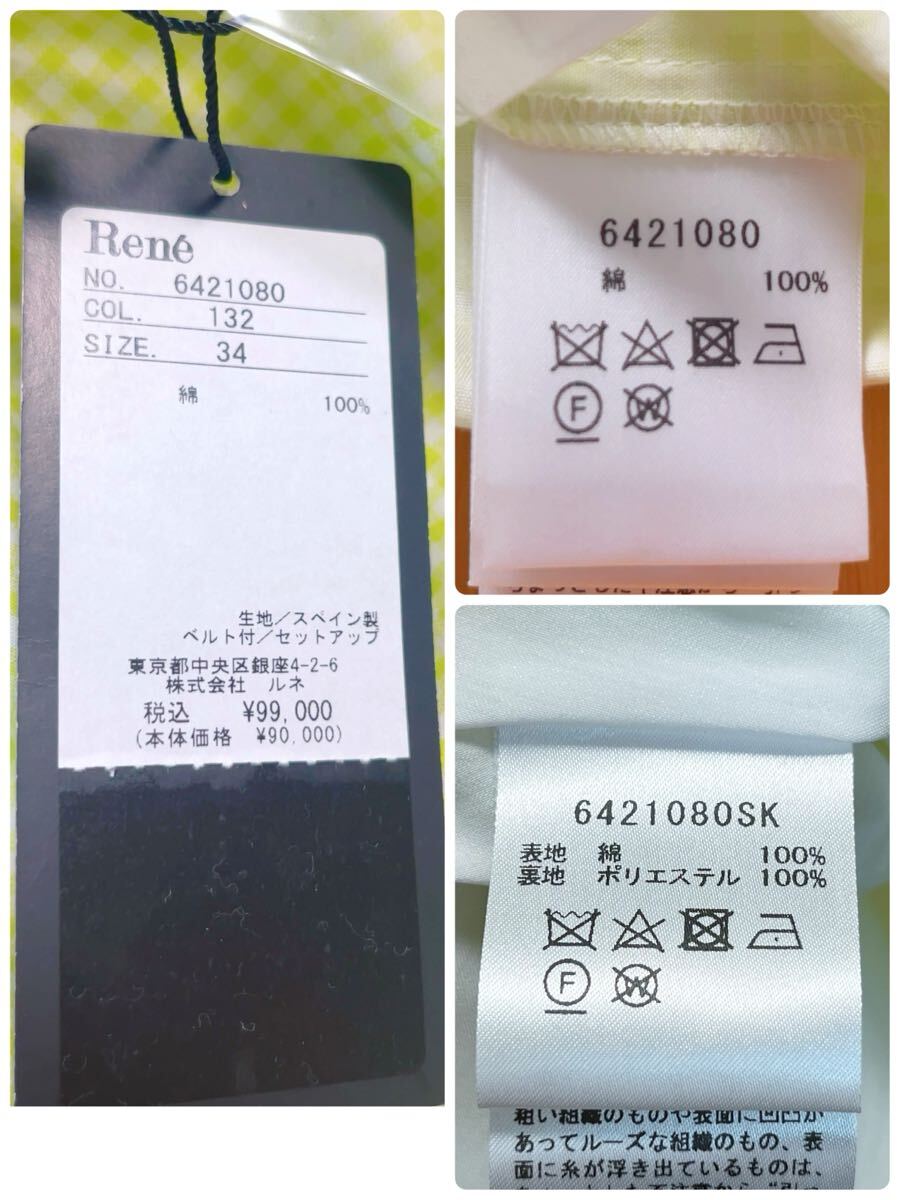 René
NO. 6421080
COL. 132
SIZE. 34
綿 100%
生地/スペイン製
ベルト付/セットアップ
東京都中央区銀座4-2-6
株式会社 ルネ
税込 ¥99,000
(本体価格 ¥90,000)
6421080
綿 100%
F
W
6421080SK
表地 綿 100%
裏地 ポリエステル 100%
F
W
粗い組織のものや表面に凹凸が
あってルーズな組織のもの、表
面に糸が浮き出ているものは、